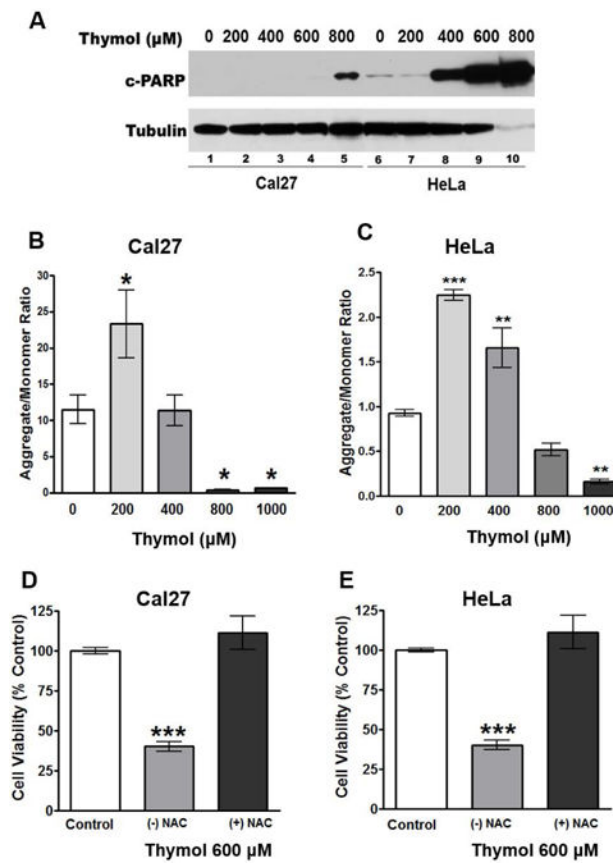 A
Thymol (µM) 0 200 400 600 800 0 200 400 600 800
c-PARP
Tubulin
1 2 3 4 5 6 7 8 9 10
Cal27 HeLa
B
Cal27
Aggregate/Monomer Ratio
30
25
20
15
10
5
0
*
*
*
0 200 400 800 1000
Thymol (µM)
C
HeLa
Aggregate/Monomer Ratio
2.5
2.0
1.5
1.0
0.5
0.0
***
**
**
0 200 400 800 1000
Thymol (µM)
D
Cal27
Cell Viability (% Control)
125
100
75
50
25
0
***
Control (-) NAC (+) NAC
Thymol 600 µM
E
HeLa
Cell Viability (% Control)
125
100
75
50
25
0
***
Control (-) NAC (+) NAC
Thymol 600 µM